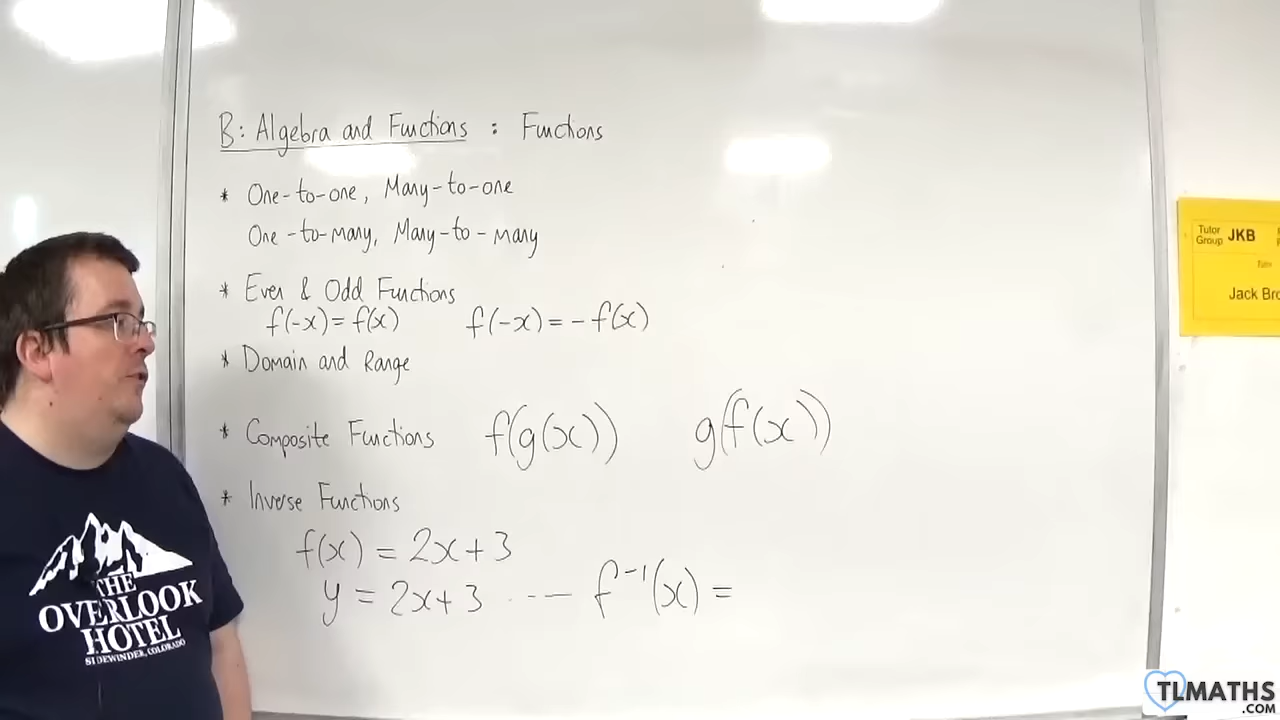 B: Algebra and Functions : Functions
* One-to-one, Many-to-one
One-to-many, Many-to-many
* Even & Odd Functions
f(-x) = f(x) f(-x) = -f(x)
* Domain and Range
* Composite Functions f(g(x)) g(f(x))
* Inverse Functions
f(x) = 2x+3
y = 2x+3 ---- f⁻¹(x) =
THE
OVERLOOK
HOTEL
SIDEWINDER, COLORADO
Tutor
Group JKB
Jack Bro
TLMATHS
.COM